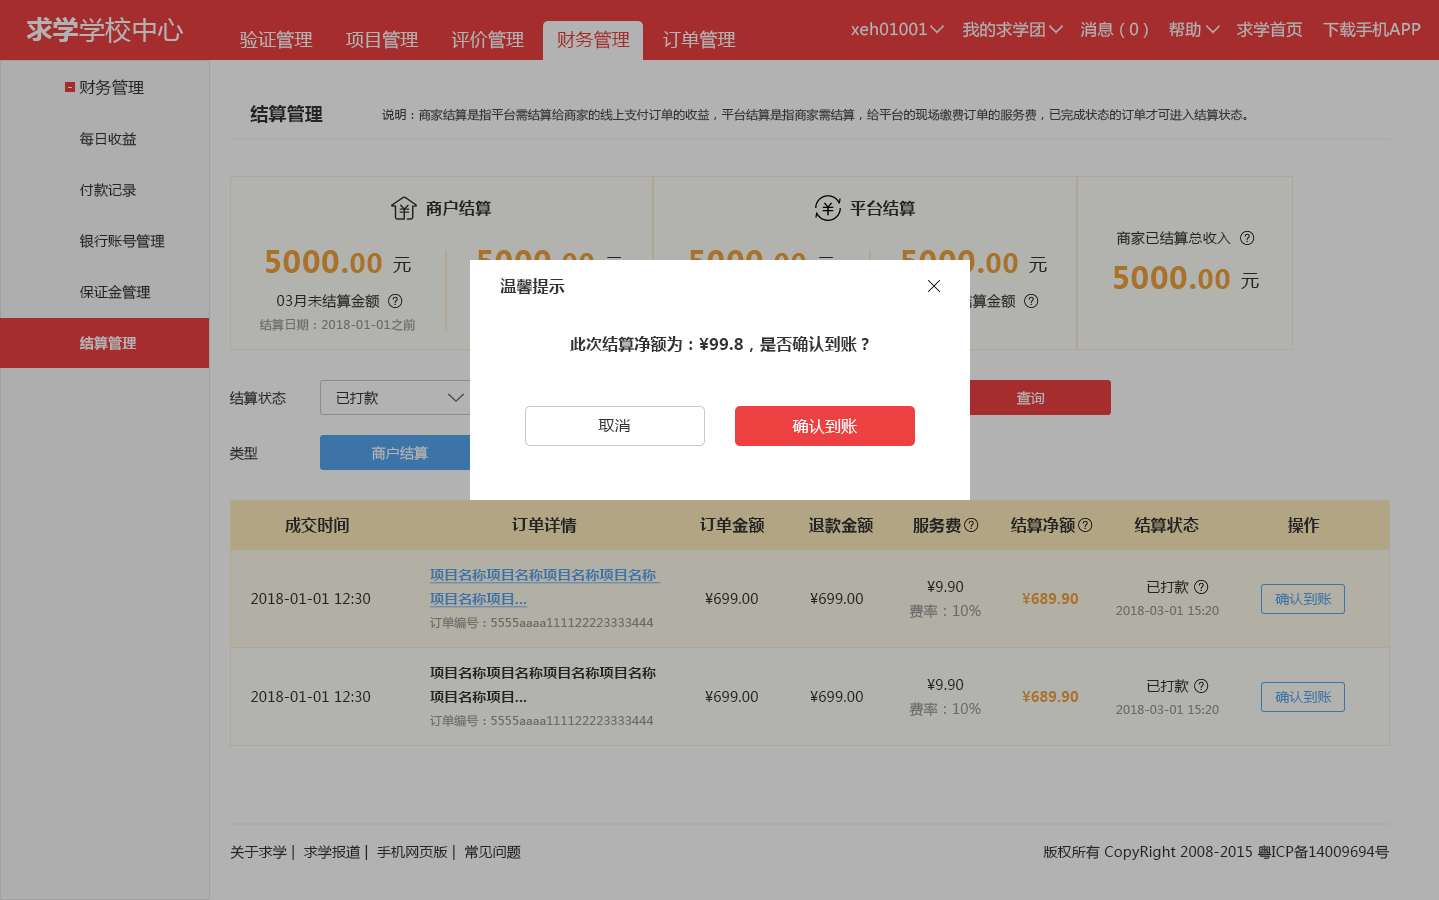 求学学校中心
验证管理 项目管理 评价管理 财务管理 订单管理
xeh01001 我的求学团 消息（0） 帮助 求学首页 下载手机APP
财务管理
每日收益
付款记录
银行账号管理
保证金管理
结算管理
结算管理 说明：商家结算是指平台需结算给商家的线上支付订单的收益，平台结算是指商家需结算，给平台的现场缴费订单的服务费，已完成状态的订单才可进入结算状态。
商户结算
5000.00 元
03月未结算金额
结算日期：2018-01-01之前
平台结算
商家已结算总收入
5000.00 元
温馨提示
此次结算净额为：¥99.8，是否确认到账？
取消 确认到账
结算状态 已打款 查询
类型 商户结算
成交时间 订单详情 订单金额 退款金额 服务费 结算净额 结算状态 操作
2018-01-01 12:30
项目名称项目名称项目名称项目名称
项目名称项目...
订单编号：5555aaaa111122223333444
¥699.00 ¥699.00
¥9.90
费率：10%
¥689.90
已打款
2018-03-01 15:20
确认到账
2018-01-01 12:30
项目名称项目名称项目名称项目名称
项目名称项目...
订单编号：5555aaaa111122223333444
¥699.00 ¥699.00
¥9.90
费率：10%
¥689.90
已打款
2018-03-01 15:20
确认到账
关于求学 | 求学报道 | 手机网页版 | 常见问题
版权所有 CopyRight 2008-2015 粤ICP备14009694号